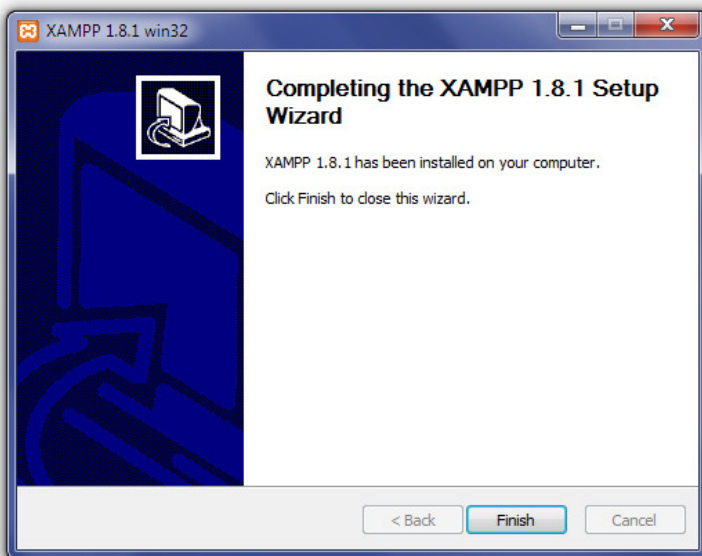 XAMPP 1.8.1 win32
Completing the XAMPP 1.8.1 Setup
Wizard
XAMPP 1.8.1 has been installed on your computer.
Click Finish to close this wizard.
< Back
Finish
Cancel